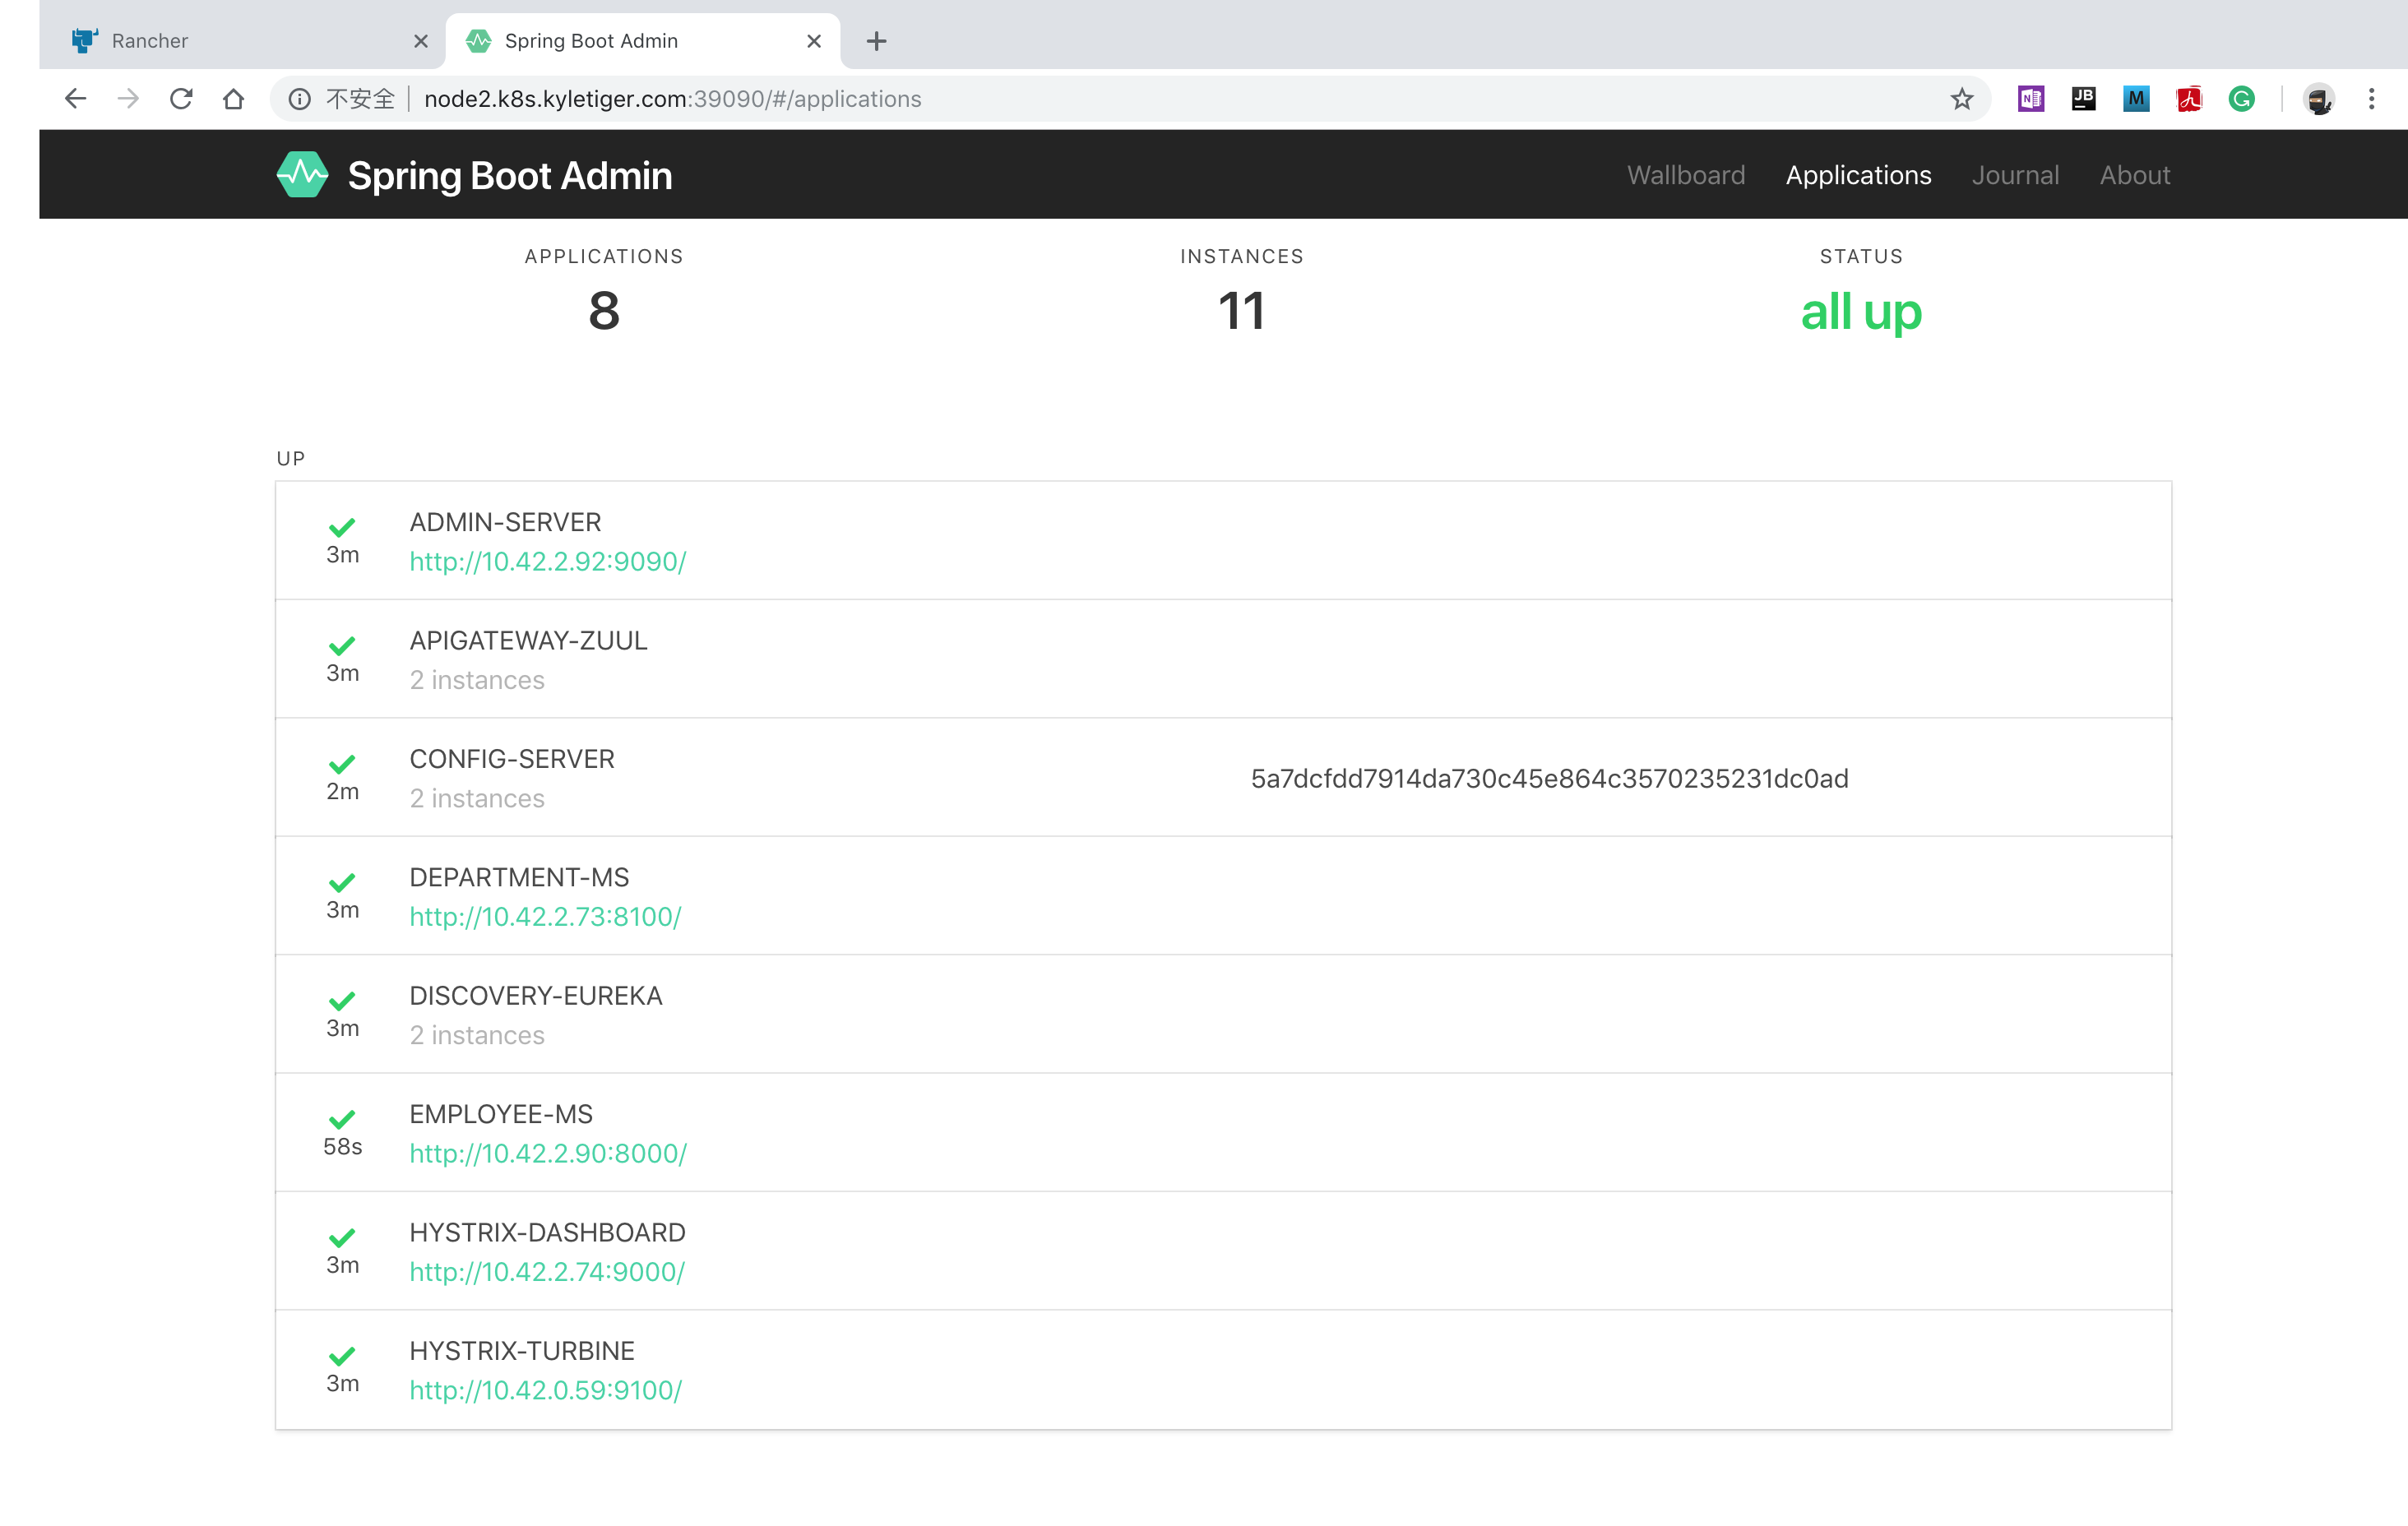 Rancher
Spring Boot Admin
不安全 node2.k8s.kyletiger.com:39090/#/applications
N JB M G
Spring Boot Admin
Wallboard Applications Journal About
APPLICATIONS INSTANCES STATUS
8 11 all up
UP
ADMIN-SERVER
3m
http://10.42.2.92:9090/
APIGATEWAY-ZUUL
3m
2 instances
CONFIG-SERVER
5a7dcfdd7914da730c45e864c3570235231dc0ad
2m
2 instances
DEPARTMENT-MS
3m
http://10.42.2.73:8100/
DISCOVERY-EUREKA
3m
2 instances
EMPLOYEE-MS
58s
http://10.42.2.90:8000/
HYSTRIX-DASHBOARD
3m
http://10.42.2.74:9000/
HYSTRIX-TURBINE
3m
http://10.42.0.59:9100/